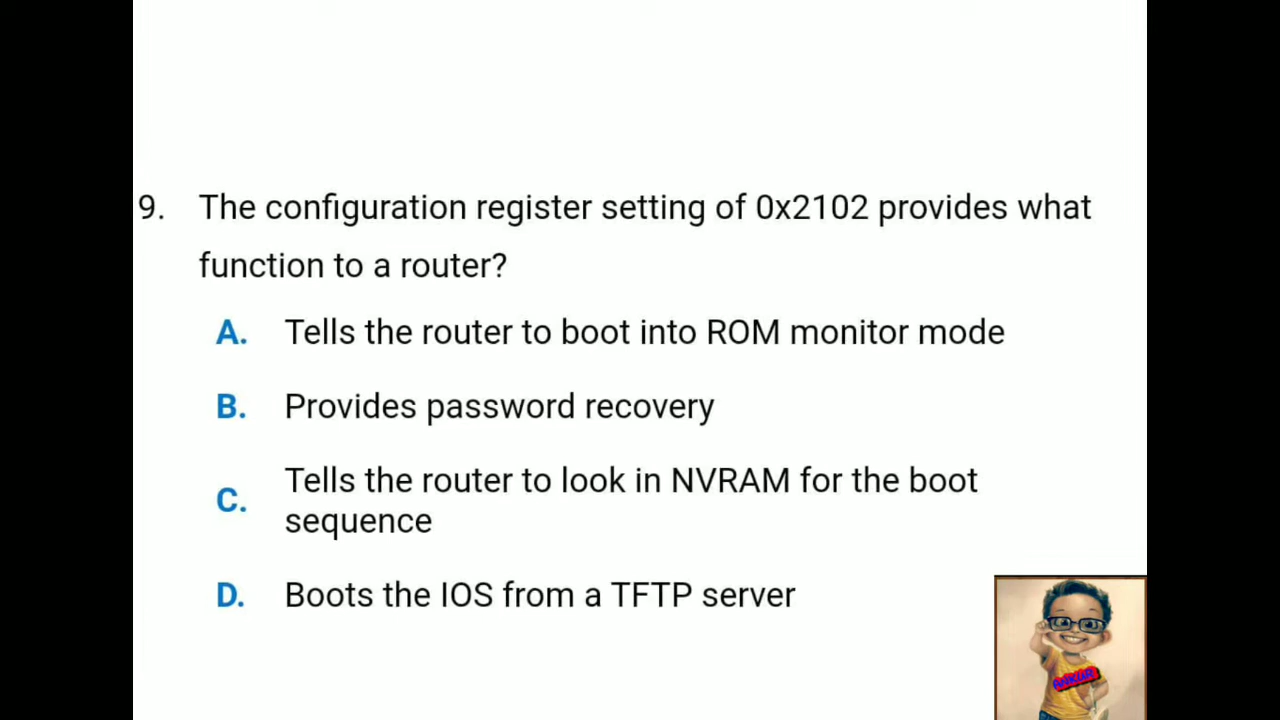 9. The configuration register setting of 0x2102 provides what
function to a router?
A. Tells the router to boot into ROM monitor mode
B. Provides password recovery
C. Tells the router to look in NVRAM for the boot
sequence
D. Boots the IOS from a TFTP server
ANKUR